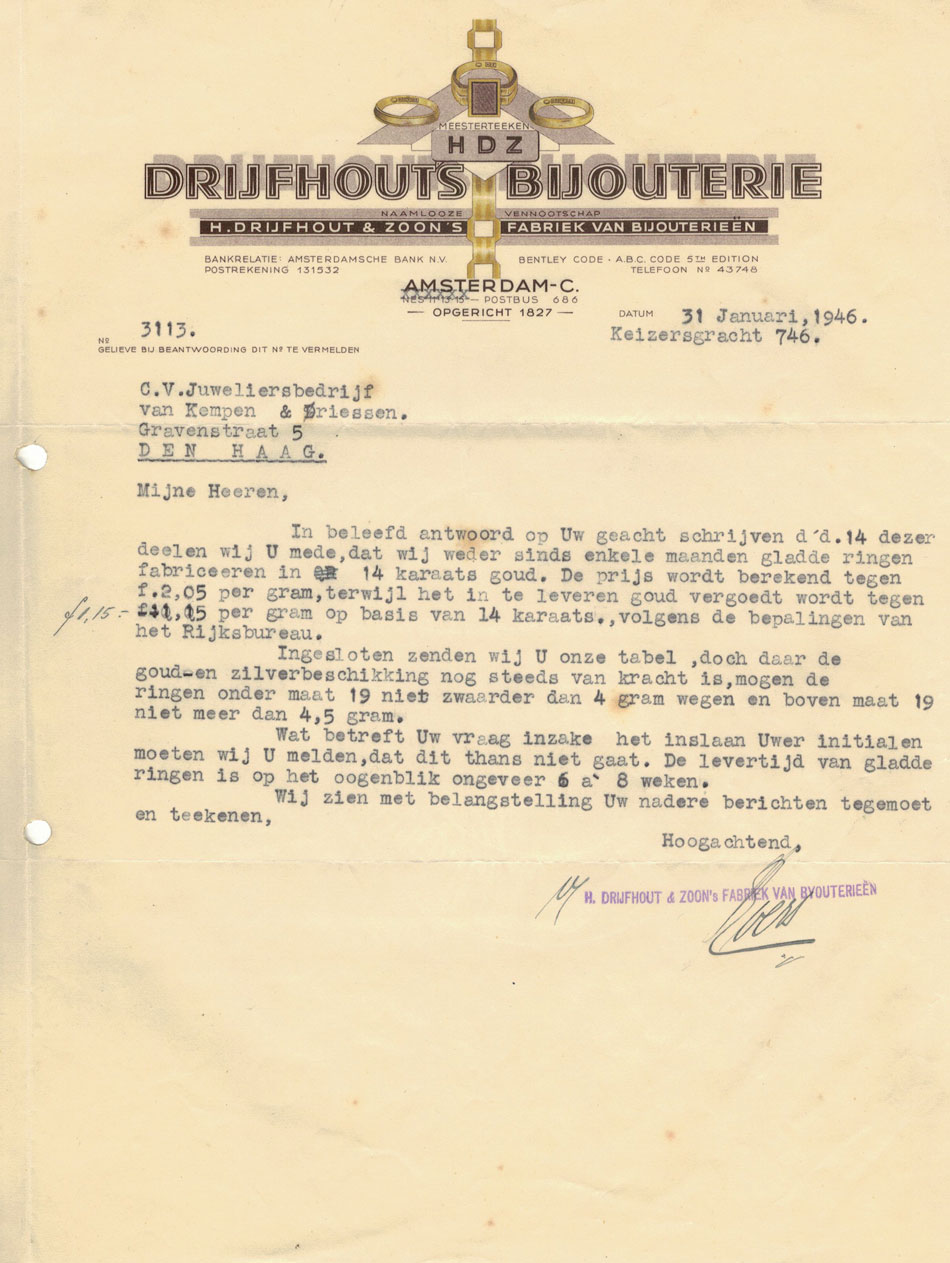 MEESTERTEEKEN
HDZ
DRIJFHOUT'S BIJOUTERIE
NAAMLOOZE VENNOOTSCHAP
H. DRIJFHOUT & ZOON'S FABRIEK VAN BIJOUTERIEËN
BANKRELATIE: AMSTERDAMSCHE BANK N.V. BENTLEY CODE - A.B.C. CODE 5TH EDITION
POSTREKENING 131532 TELEFOON Nº 43748
AMSTERDAM-C.
NES 11-13-15 — POSTBUS 686
— OPGERICHT 1827 —
DATUM 31 Januari, 1946.
Keizersgracht 746.
Nº 3113.
GELIEVE BIJ BEANTWOORDING DIT Nº TE VERMELDEN
C.V.Juweliersbedrijf
van Kempen & Driessen.
Gravenstraat 5
DEN HAAG.
Mijne Heeren,
In beleefd antwoord op Uw geacht schrijven d´d.14 dezer
deelen wij U mede,dat wij weder sinds enkele maanden gladde ringen
fabriceeren in 14 karaats goud. De prijs wordt berekend tegen
f.2,05 per gram,terwijl het in te leveren goud vergoedt wordt tegen
per gram op basis van 14 karaats.,volgens de bepalingen van
het Rijksbureau.
Ingesloten zenden wij U onze tabel ,doch daar de
goud-en zilverbeschikking nog steeds van kracht is,mogen de
ringen onder maat 19 niet zwaarder dan 4 gram wegen en boven maat 19
niet meer dan 4,5 gram.
Wat betreft Uw vraag inzake het inslaan Uwer initialen
moeten wij U melden,dat dit thans niet gaat. De levertijd van gladde
ringen is op het oogenblik ongeveer 6 a` 8 weken.
Wij zien met belangstelling Uw nadere berichten tegemoet
en teekenen,
Hoogachtend,
H. DRIJFHOUT & ZOON's FABRIEK VAN BYOUTERIEËN